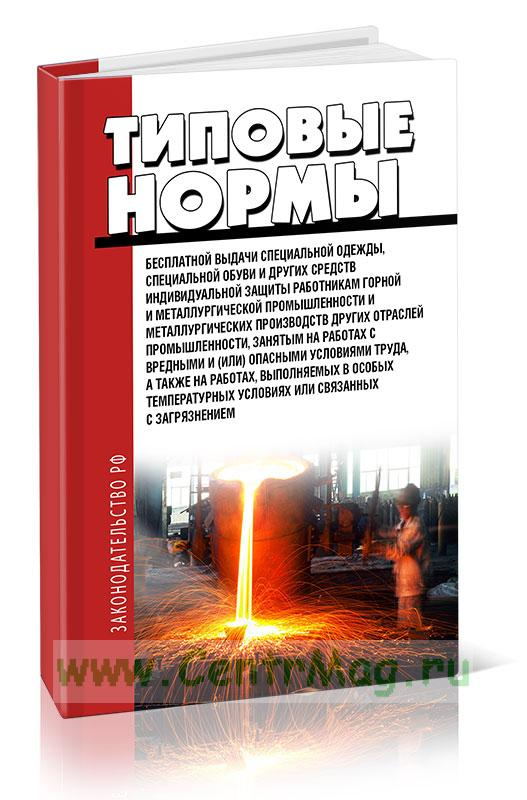 ТИПОВЫЕ
НОРМЫ
БЕСПЛАТНОЙ ВЫДАЧИ СПЕЦИАЛЬНОЙ ОДЕЖДЫ,
СПЕЦИАЛЬНОЙ ОБУВИ И ДРУГИХ СРЕДСТВ
ИНДИВИДУАЛЬНОЙ ЗАЩИТЫ РАБОТНИКАМ ГОРНОЙ
И МЕТАЛЛУРГИЧЕСКОЙ ПРОМЫШЛЕННОСТИ И
МЕТАЛЛУРГИЧЕСКИХ ПРОИЗВОДСТВ ДРУГИХ ОТРАСЛЕЙ
ПРОМЫШЛЕННОСТИ, ЗАНЯТЫМ НА РАБОТАХ С
ВРЕДНЫМИ И (ИЛИ) ОПАСНЫМИ УСЛОВИЯМИ ТРУДА,
А ТАКЖЕ НА РАБОТАХ, ВЫПОЛНЯЕМЫХ В ОСОБЫХ
ТЕМПЕРАТУРНЫХ УСЛОВИЯХ ИЛИ СВЯЗАННЫХ
С ЗАГРЯЗНЕНИЕМ
ЗАКОНОДАТЕЛЬСТВО РФ
www.CentrMag.ru